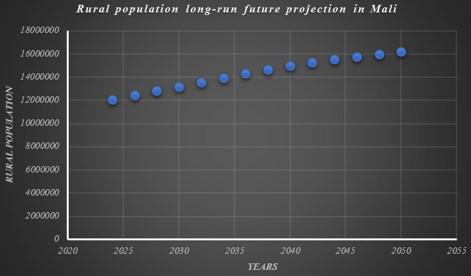 Rural population long-run future projection in Mali
18000000
16000000
14000000
12000000
10000000
8000000
6000000
4000000
2000000
0
RURAL POPULATION
2020 2025 2030 2035 2040 2045 2050 2055
YEARS